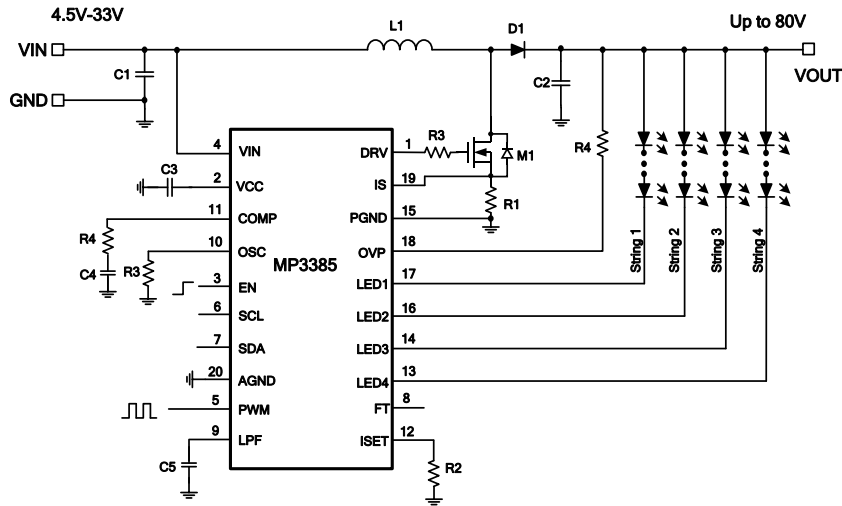 4.5V-33V
L1
D1
Up to 80V
VIN
VOUT
C1
C2
GND
4
VIN
DRV
1
R3
M1
R4
C3
2
VCC
IS
19
R1
11
COMP
PGND
15
R4
10
OSC
OVP
18
C4
R3
MP3385
String 1
String 2
String 3
String 4
3
EN
LED1
17
6
SCL
LED2
16
7
SDA
LED3
14
20
AGND
LED4
13
5
PWM
FT
8
9
LPF
ISET
12
C5
R2